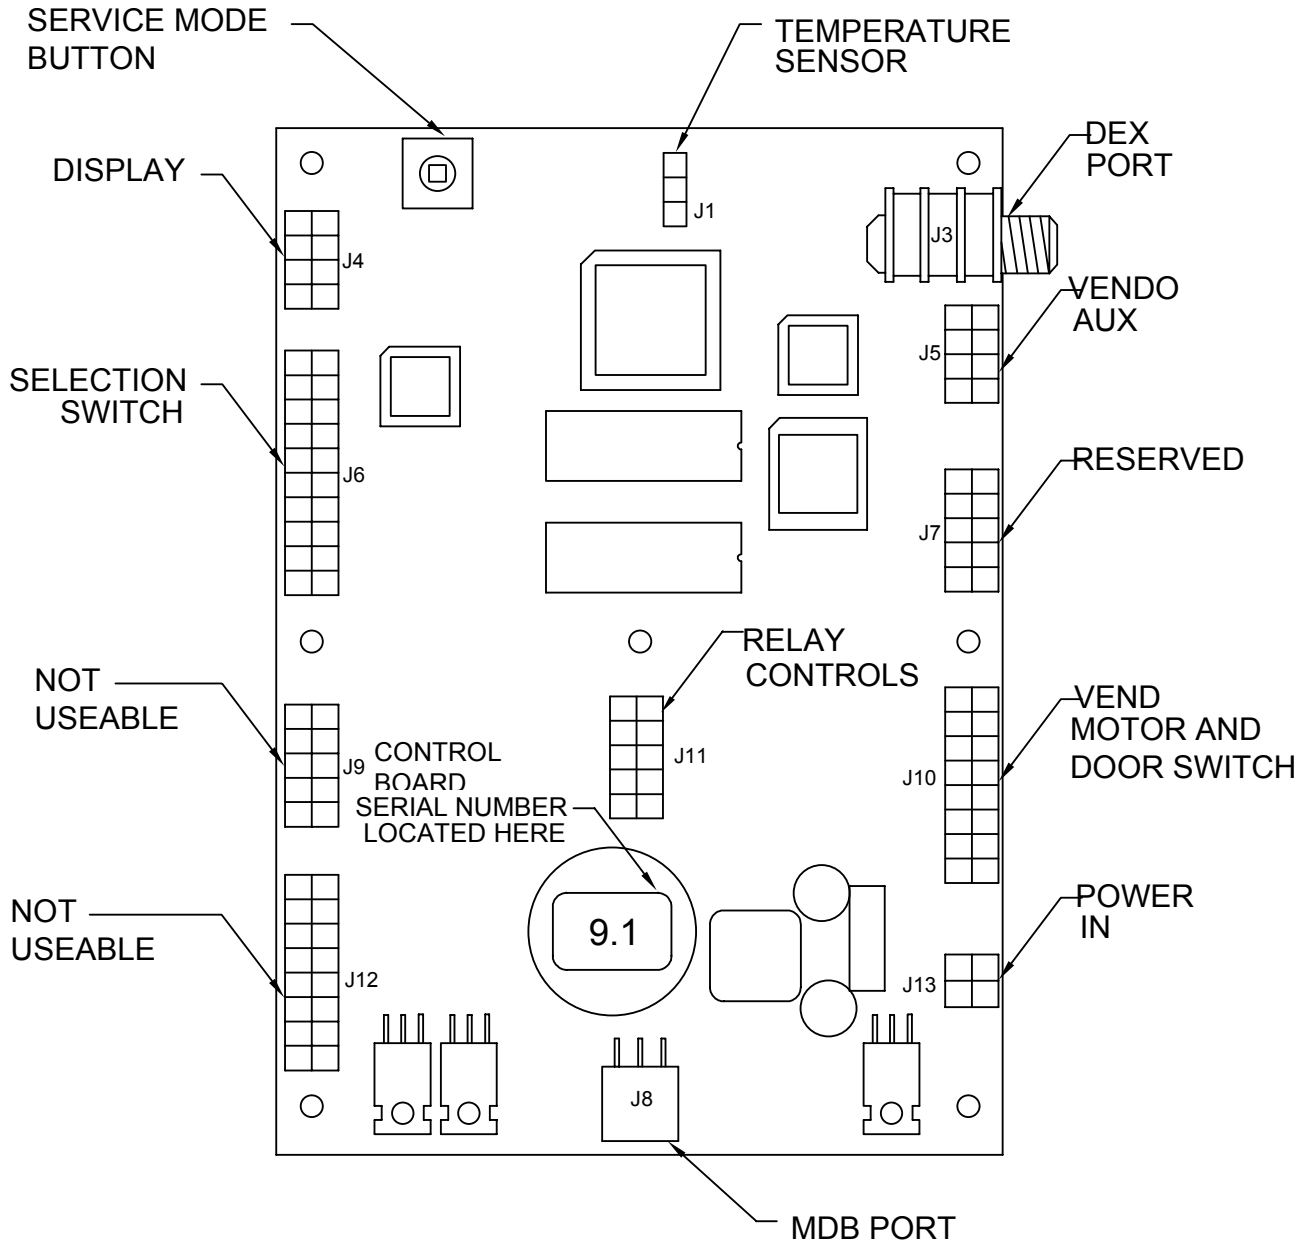 SERVICE MODE
BUTTON
TEMPERATURE
SENSOR
DEX
PORT
DISPLAY
J1
J3
J4
VENDO
AUX
J5
SELECTION
SWITCH
J6
RESERVED
J7
RELAY
CONTROLS
NOT
USEABLE
VEND
MOTOR AND
DOOR SWITCH
J9
CONTROL
BOARD
SERIAL NUMBER
LOCATED HERE
J11
J10
NOT
USEABLE
9.1
POWER
IN
J12
J13
J8
MDB PORT